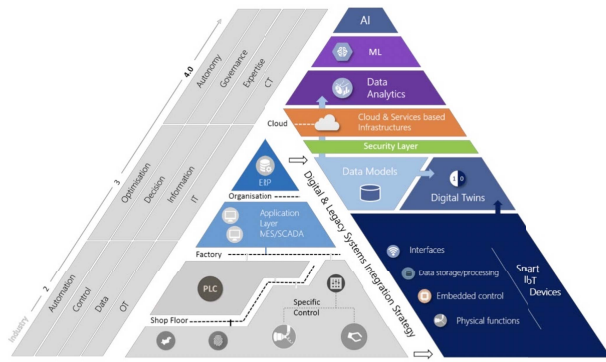 AI
ML
Data
Analytics
Cloud & Services based
Infrastructures
Cloud
Security Layer
Data Models
Digital Twins
1 0
Interfaces
Data storage/processing
Embedded control
Physical functions
Smart
IIoT
Devices
Digital & Legacy Systems Integration Strategy
Organisation
Application
Layer
MES/SCADA
Factory
PLC
Shop Floor
Specific
Control
Industry
2
3
4.0
Autonomy
Governance
Expertise
CT
Optimisation
Decision
Information
IT
Automation
Control
Data
OT